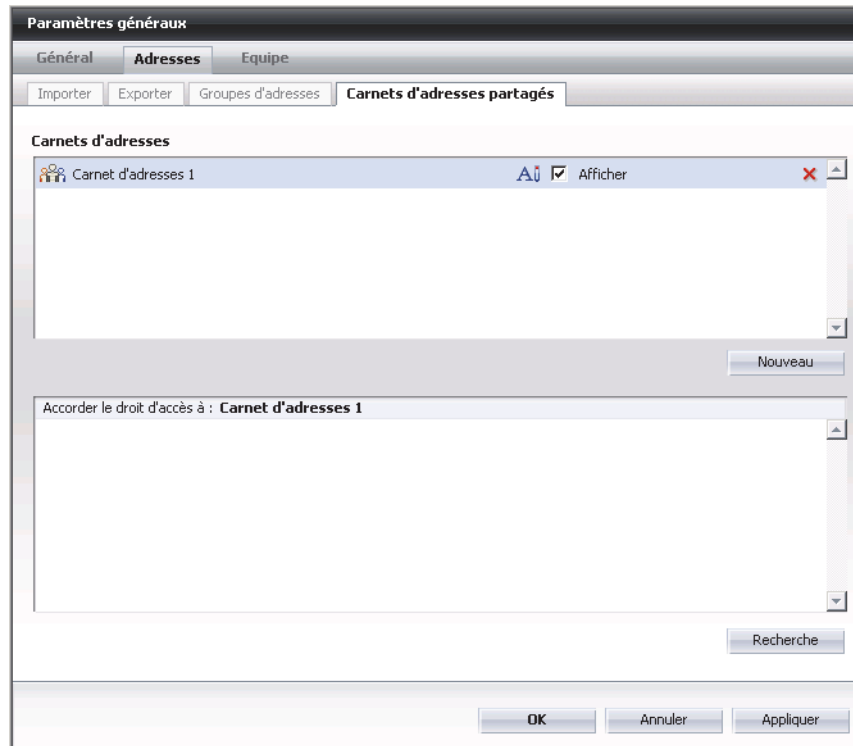 Paramètres généraux
Général Adresses Equipe
Importer Exporter Groupes d'adresses Carnets d'adresses partagés
Carnets d'adresses
Carnet d'adresses 1 A Afficher
Nouveau
Accorder le droit d'accès à : Carnet d'adresses 1
Recherche
OK Annuler Appliquer